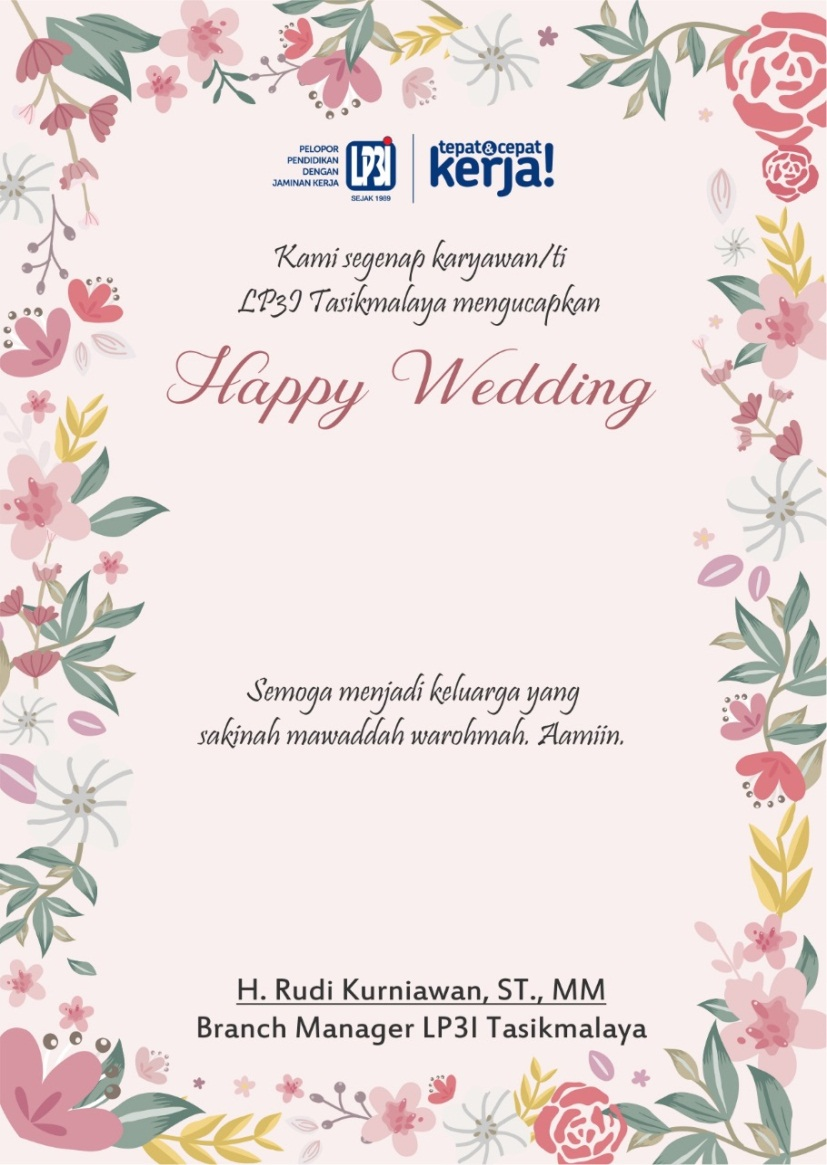 PELOPOR
PENDIDIKAN
DENGAN
JAMINAN KERJA
LP3I
SEJAK 1989
tepat&cepat
kerja!
Kami segenap karyawan/ti
LP3I Tasikmalaya mengucapkan
Happy Wedding
Semoga menjadi keluarga yang
sakinah mawaddah warohmah. Aamiin.
H. Rudi Kurniawan, ST., MM
Branch Manager LP3I Tasikmalaya